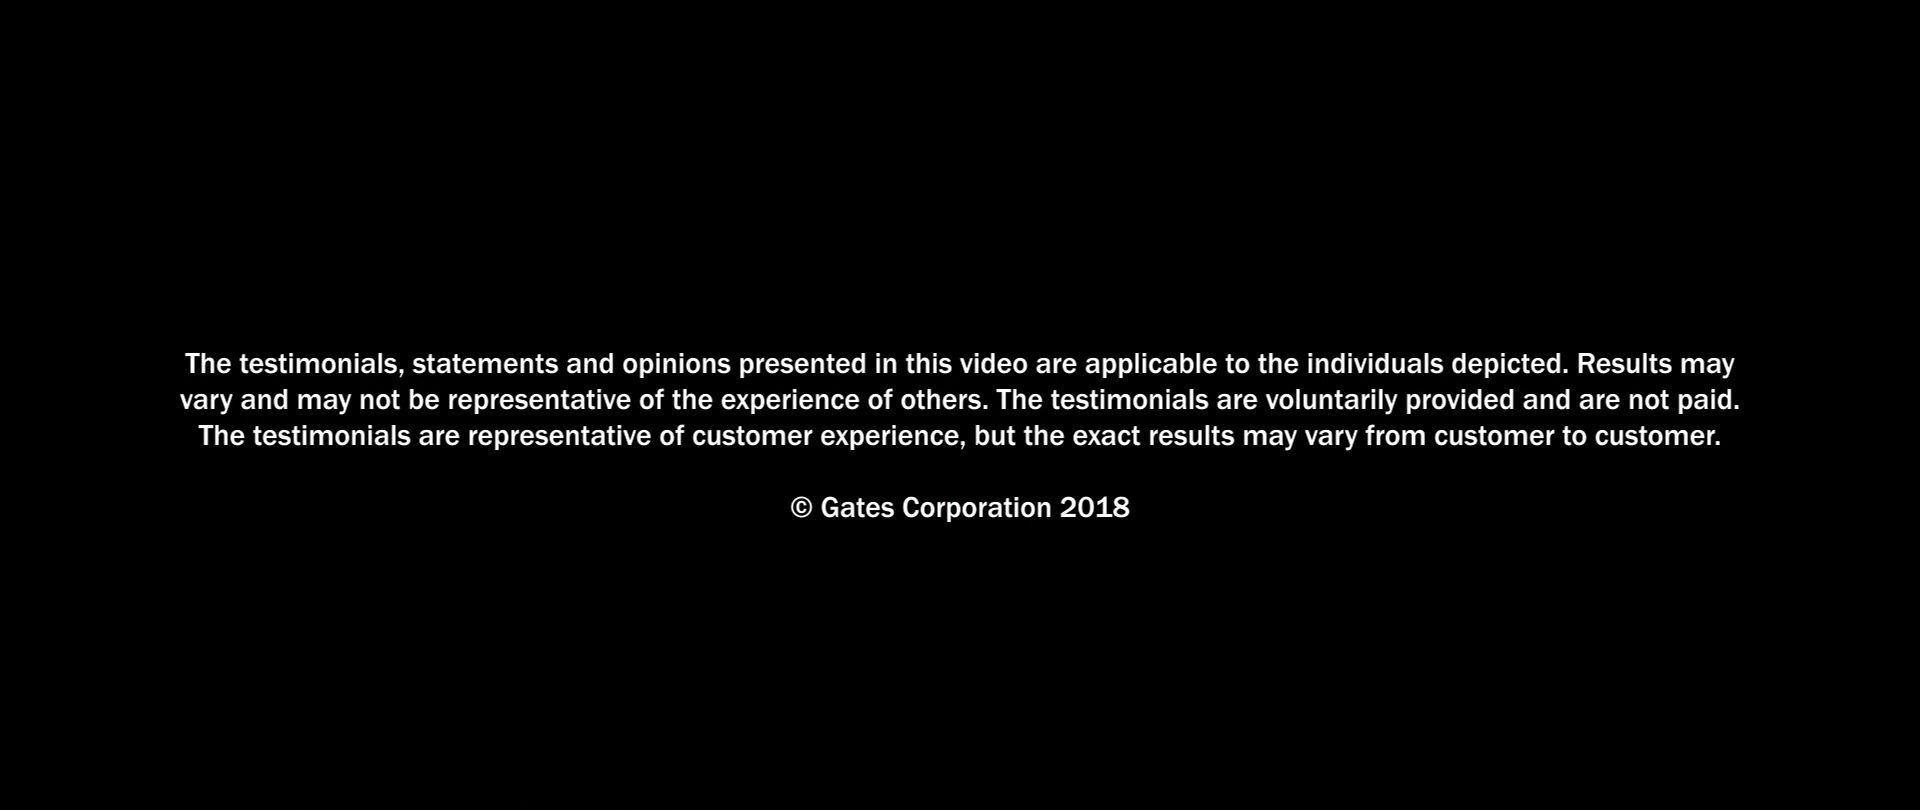 The testimonials, statements and opinions presented in this video are applicable to the individuals depicted. Results may
vary and may not be representative of the experience of others. The testimonials are voluntarily provided and are not paid.
The testimonials are representative of customer experience, but the exact results may vary from customer to customer.
© Gates Corporation 2018